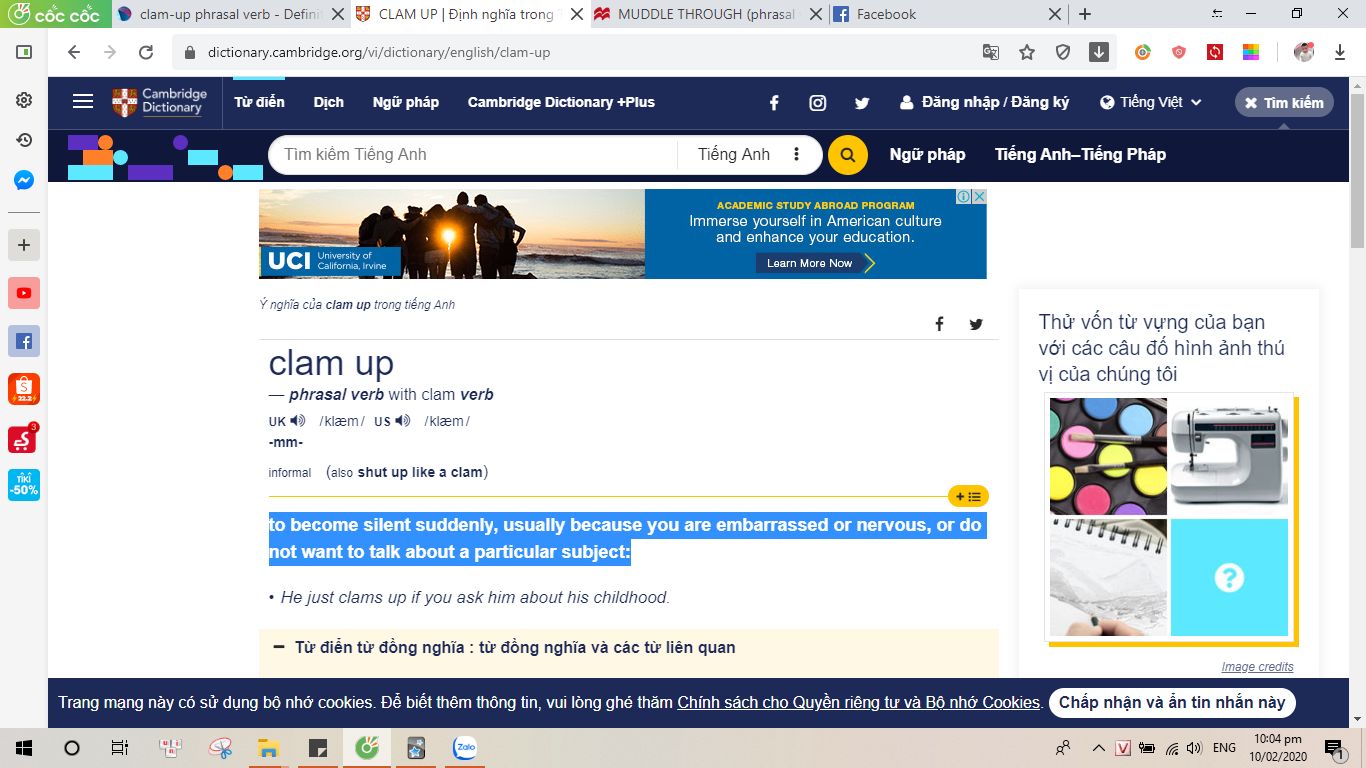 cốc cốc
clam-up phrasal verb - Defini
CLAM UP | Định nghĩa trong
MUDDLE THROUGH (phrasal
Facebook
dictionary.cambridge.org/vi/dictionary/english/clam-up
Cambridge
Dictionary
Từ điển Dịch Ngữ pháp Cambridge Dictionary +Plus Đăng nhập / Đăng ký Tiếng Việt Tìm kiếm
Tìm kiếm Tiếng Anh Tiếng Anh Ngữ pháp Tiếng Anh–Tiếng Pháp
ACADEMIC STUDY ABROAD PROGRAM
Immerse yourself in American culture
and enhance your education.
Learn More Now
UCI University of
California, Irvine
Ý nghĩa của clam up trong tiếng Anh
clam up
— phrasal verb with clam verb
UK /klæm/ US /klæm/
-mm-
informal (also shut up like a clam)
to become silent suddenly, usually because you are embarrassed or nervous, or do
not want to talk about a particular subject:
• He just clams up if you ask him about his childhood.
Từ điển từ đồng nghĩa : từ đồng nghĩa và các từ liên quan
Thử vốn từ vựng của bạn
với các câu đố hình ảnh thú
vị của chúng tôi
?
Image credits
22.2
3
TIKI
-50%
Trang mạng này có sử dụng bộ nhớ cookies. Để biết thêm thông tin, vui lòng ghé thăm Chính sách cho Quyền riêng tư và Bộ nhớ Cookies. Chấp nhận và ẩn tin nhắn này
Zalo
V
ENG
10:04 pm
10/02/2020
1